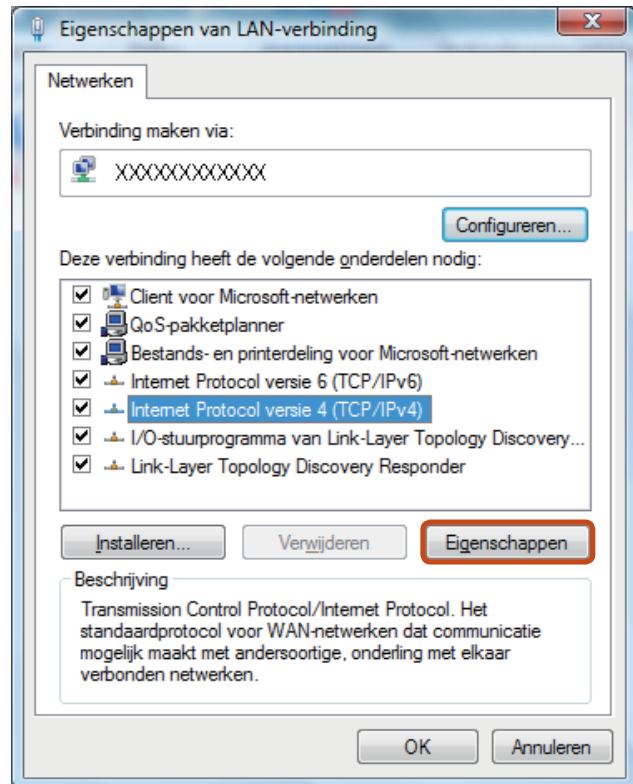 Eigenschappen van LAN-verbinding
Netwerken
Verbinding maken via:
XXXXXXXXXXXX
Configureren...
Deze verbinding heeft de volgende onderdelen nodig:
Client voor Microsoft-netwerken
QoS-pakketplanner
Bestands- en printerdeling voor Microsoft-netwerken
Internet Protocol versie 6 (TCP/IPv6)
Internet Protocol versie 4 (TCP/IPv4)
I/O-stuurprogramma van Link-Layer Topology Discovery...
Link-Layer Topology Discovery Responder
Installeren... Verwijderen Eigenschappen
Beschrijving
Transmission Control Protocol/Internet Protocol. Het
standaardprotocol voor WAN-netwerken dat communicatie
mogelijk maakt met andersoortige, onderling met elkaar
verbonden netwerken.
OK Annuleren